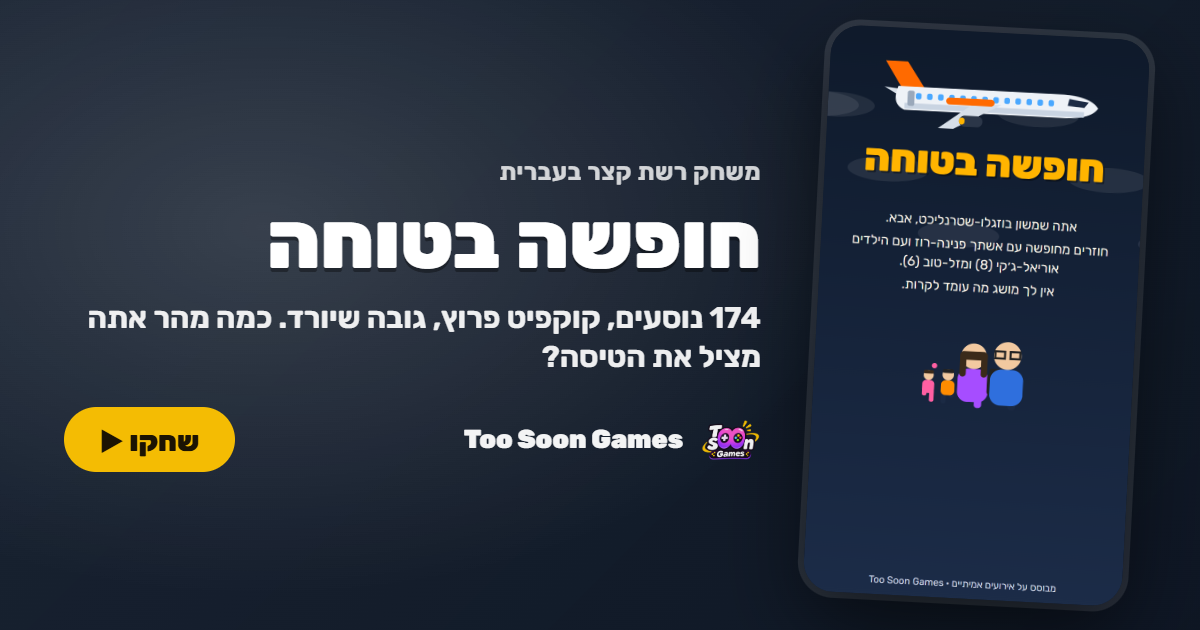 משחק רשת קצר בעברית
חופשה בטוחה
174 נוסעים, קוקפיט פרוץ, גובה שיורד. כמה מהר אתה
מציל את הטיסה?
Too Soon Games
Too
Soon
Games
שחקו ▶
חופשה בטוחה
אתה שמשון בוזגלו-שטרנליכט, אבא.
חוזרים מחופשה עם אשתך פנינה-רוז ועם הילדים
אוריאל-ג׳קי (8) ומזל-טוב (6).
אין לך מושג מה עומד לקרות.
מבוסס על אירועים אמיתיים • Too Soon Games